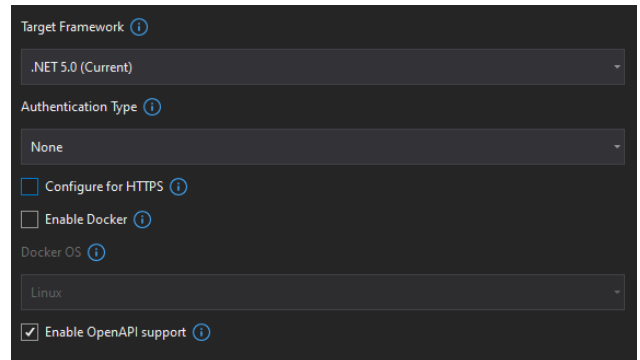 Target Framework
.NET 5.0 (Current)
Authentication Type
None
Configure for HTTPS
Enable Docker
Docker OS
Linux
Enable OpenAPI support